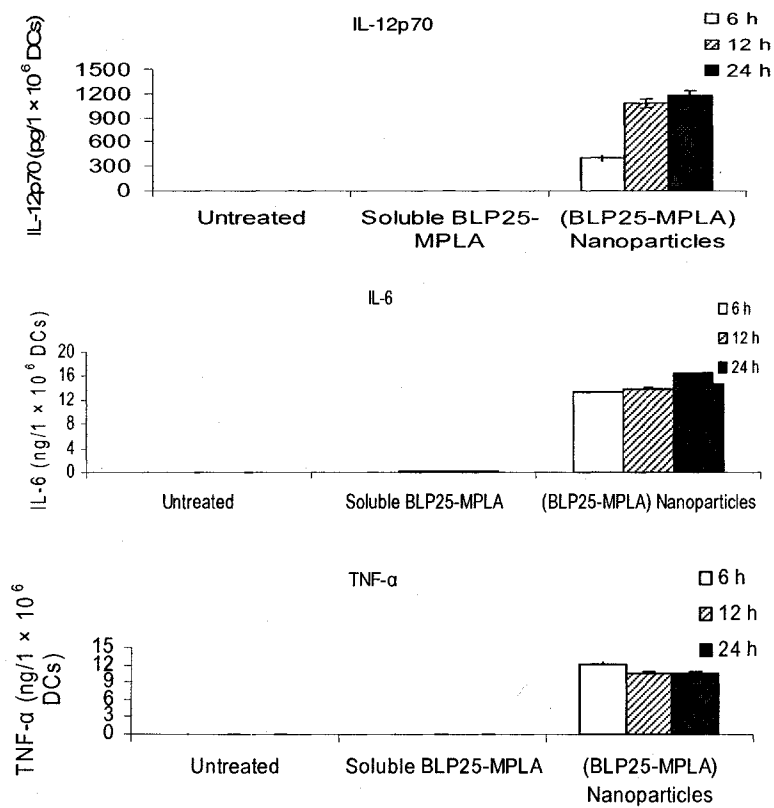 IL-12p70
6 h
12 h
24 h
IL-12p70 (pg/1 × 10⁶ DCs)
1500
1200
900
600
300
0
Untreated
Soluble BLP25-
MPLA
(BLP25-MPLA)
Nanoparticles
IL-6
6 h
12 h
24 h
IL-6 (ng/1 × 10⁶ DCs)
20
16
12
8
4
0
Untreated
Soluble BLP25-MPLA
(BLP25-MPLA) Nanoparticles
TNF-α
6 h
12 h
24 h
TNF-α (ng/1 × 10⁶
DCs)
15
12
9
6
3
0
Untreated
Soluble BLP25-MPLA
(BLP25-MPLA)
Nanoparticles